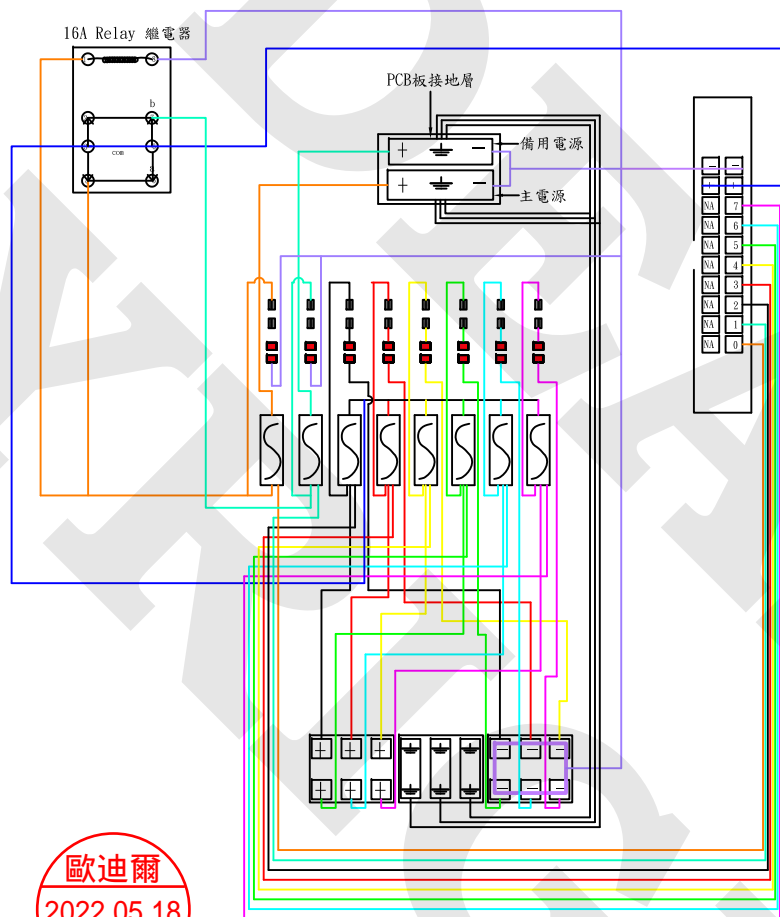 16A Relay 繼電器
b
COM
a
PCB板接地層
+ −
備用電源
+ −
主電源
− −
+ +
NA 7
NA 6
NA 5
NA 4
NA 3
NA 2
NA 1
NA 0
+ + + − − −
+ + + − − −
歐迪爾
2022.05.18